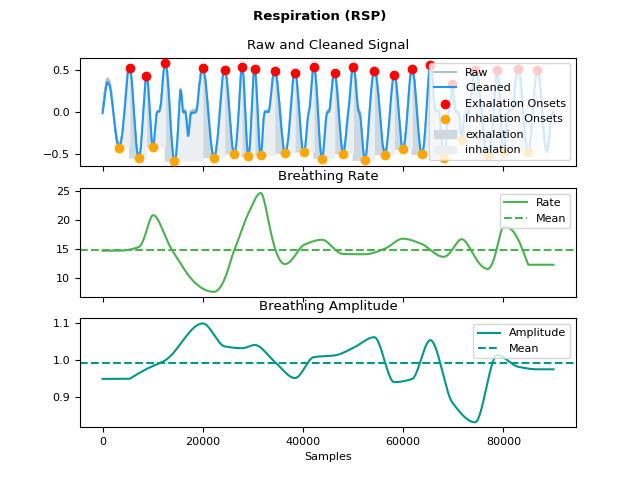 Respiration (RSP)
Raw and Cleaned Signal
0.5
0.0
−0.5
Raw
Cleaned
Exhalation Onsets
Inhalation Onsets
exhalation
inhalation
Breathing Rate
25
20
15
10
Rate
Mean
Breathing Amplitude
1.1
1.0
0.9
Amplitude
Mean
0 20000 40000 60000 80000
Samples